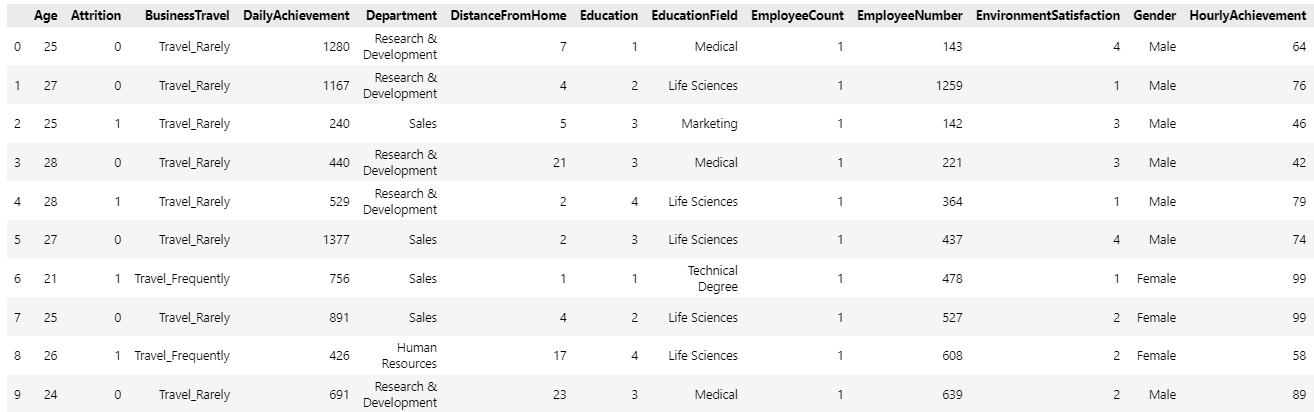 Age Attrition BusinessTravel DailyAchievement Department DistanceFromHome Education EducationField EmployeeCount EmployeeNumber EnvironmentSatisfaction Gender HourlyAchievement
0 25 0 Travel_Rarely 1280 Research & Development 7 1 Medical 1 143 4 Male 64
1 27 0 Travel_Rarely 1167 Research & Development 4 2 Life Sciences 1 1259 1 Male 76
2 25 1 Travel_Rarely 240 Sales 5 3 Marketing 1 142 3 Male 46
3 28 0 Travel_Rarely 440 Research & Development 21 3 Medical 1 221 3 Male 42
4 28 1 Travel_Rarely 529 Research & Development 2 4 Life Sciences 1 364 1 Male 79
5 27 0 Travel_Rarely 1377 Sales 2 3 Life Sciences 1 437 4 Male 74
6 21 1 Travel_Frequently 756 Sales 1 1 Technical Degree 1 478 1 Female 99
7 25 0 Travel_Rarely 891 Sales 4 2 Life Sciences 1 527 2 Female 99
8 26 1 Travel_Frequently 426 Human Resources 17 4 Life Sciences 1 608 2 Female 58
9 24 0 Travel_Rarely 691 Research & Development 23 3 Medical 1 639 2 Male 89